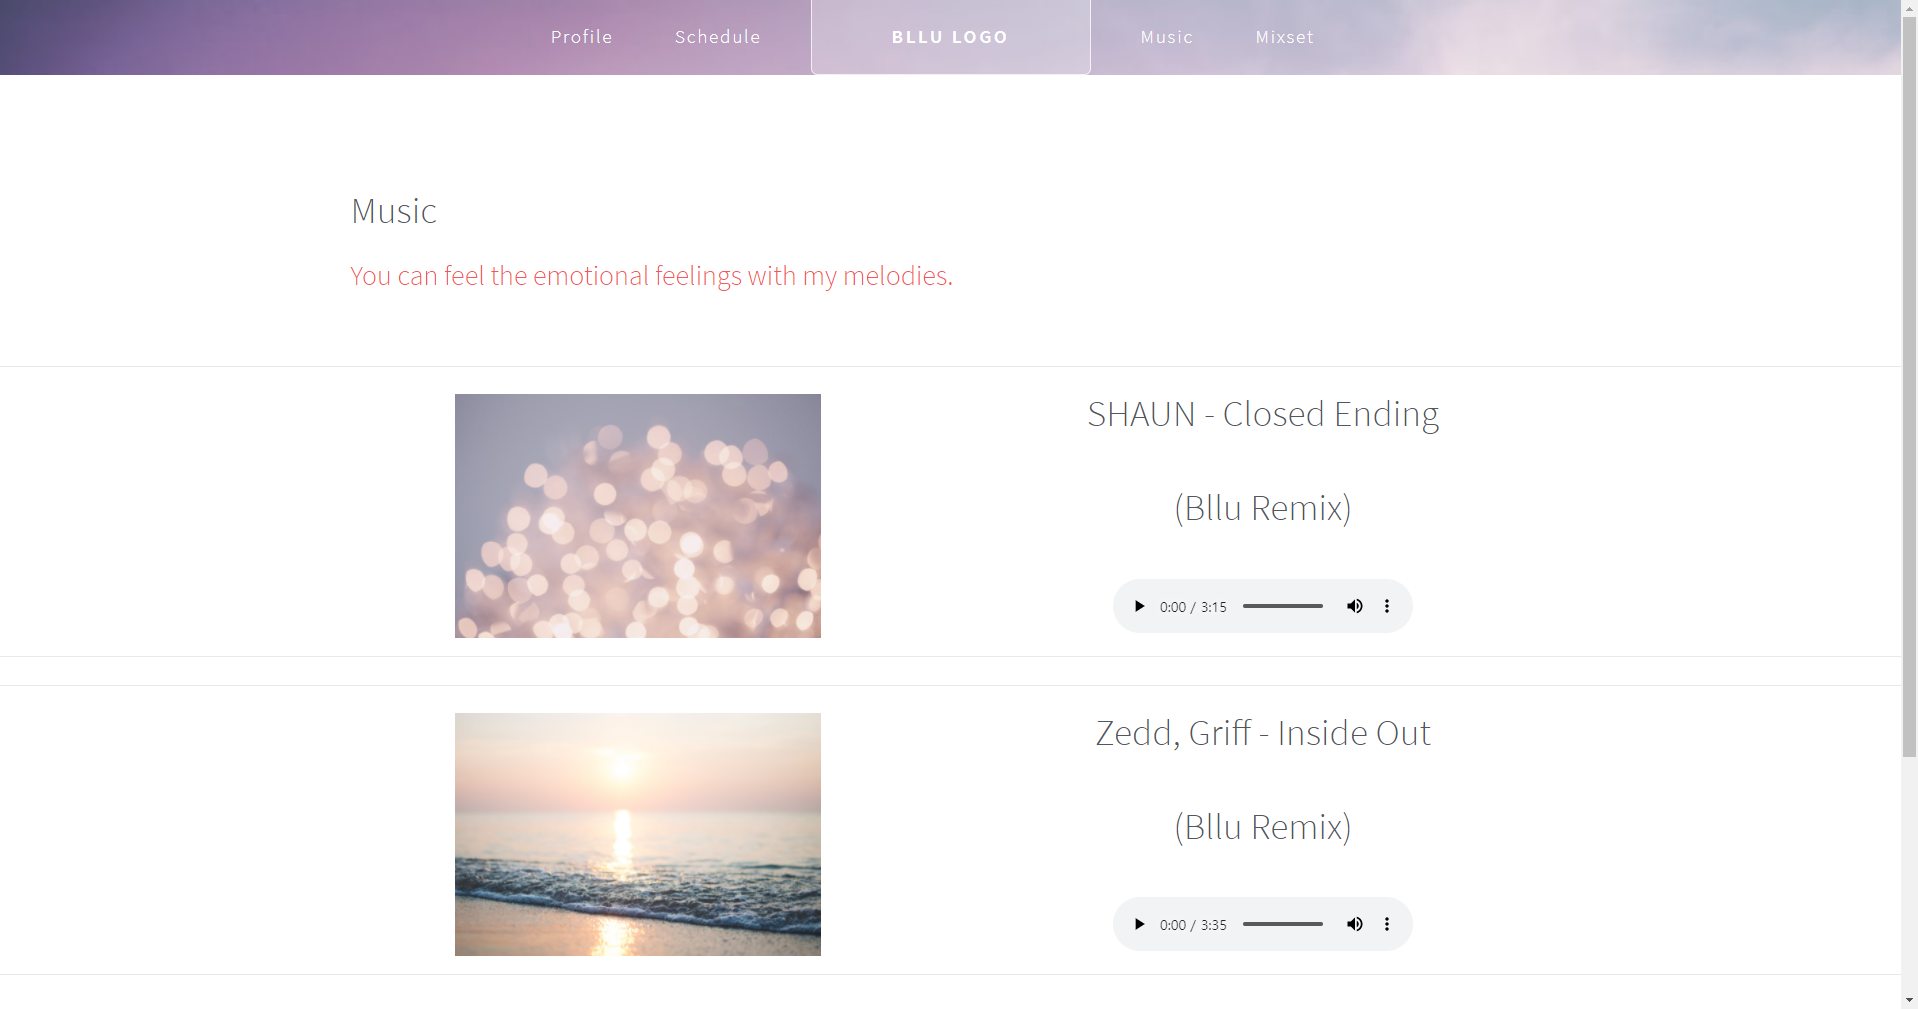 Profile Schedule BLLU LOGO Music Mixset
Music
You can feel the emotional feelings with my melodies.
SHAUN - Closed Ending
(Bllu Remix)
0:00 / 3:15
Zedd, Griff - Inside Out
(Bllu Remix)
0:00 / 3:35